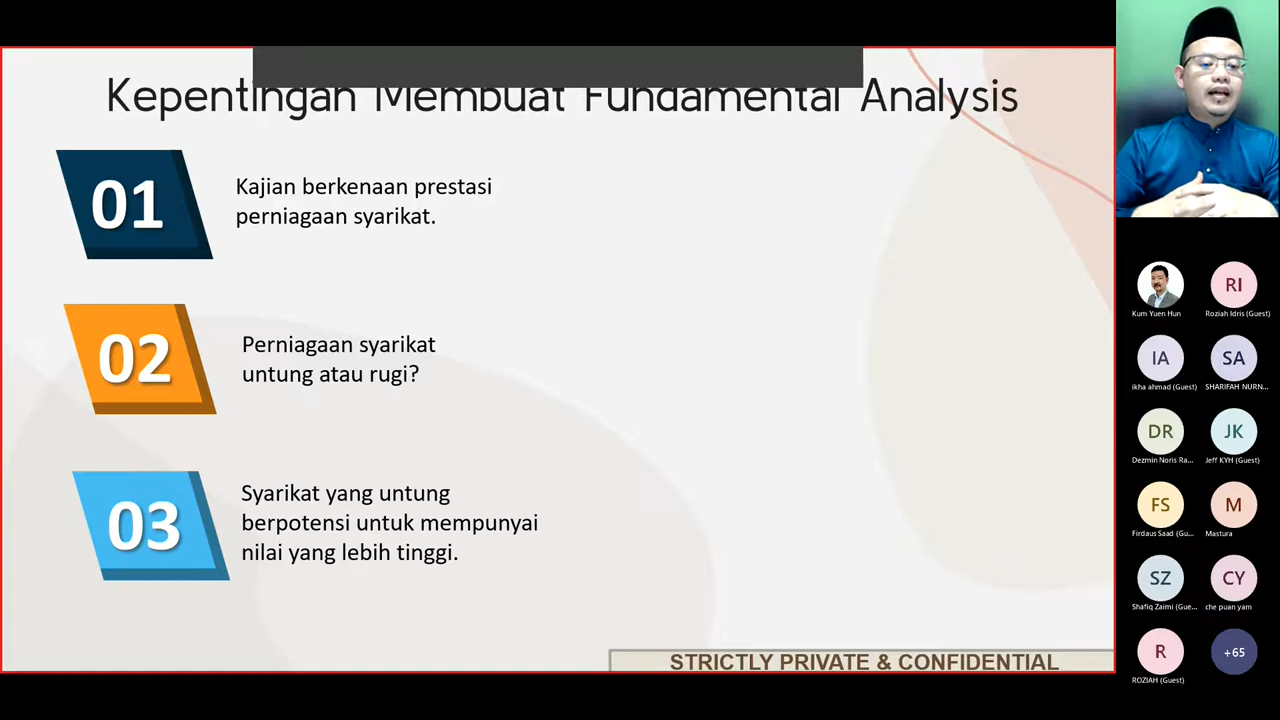 Kepentingan Membuat Fundamental Analysis
01
Kajian berkenaan prestasi
perniagaan syarikat.
02
Perniagaan syarikat
untung atau rugi?
03
Syarikat yang untung
berpotensi untuk mempunyai
nilai yang lebih tinggi.
STRICTLY PRIVATE & CONFIDENTIAL
Kum Yuen Hun
RI
Roziah Idris (Guest)
IA
ikha ahmad (Guest)
SA
SHARIFAH NURN...
DR
Dezmin Noris Ra...
JK
Jeff KYH (Guest)
FS
Firdaus Saad (Gu...
M
Mastura
SZ
Shafiq Zaimi (Gue...
CY
che puan yam
R
ROZIAH (Guest)
+65